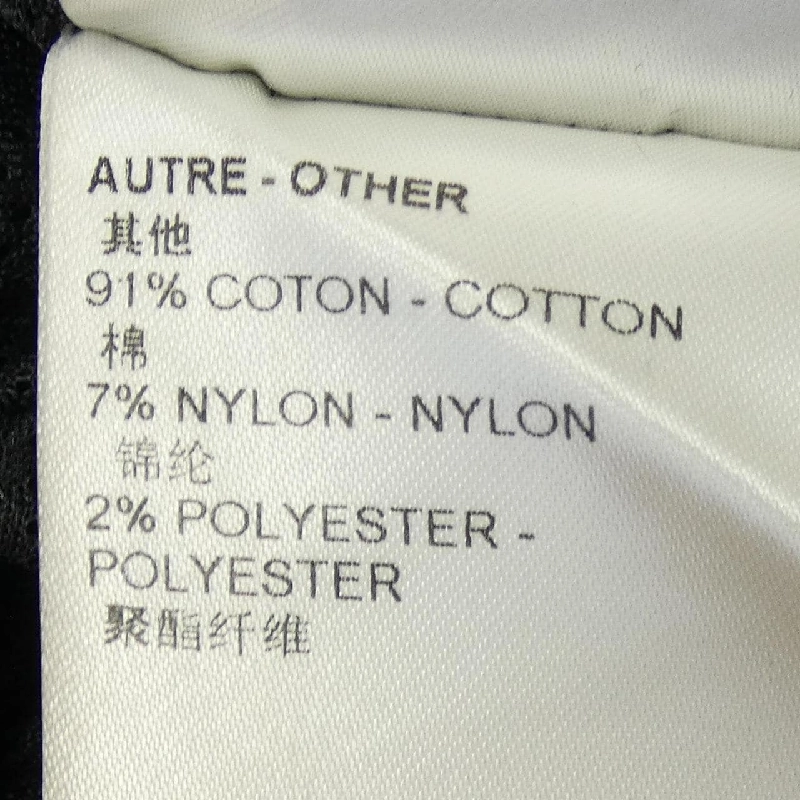 AUTRE - OTHER
其他
91% COTON - COTTON
棉
7% NYLON - NYLON
锦纶
2% POLYESTER -
POLYESTER
聚酯纤维